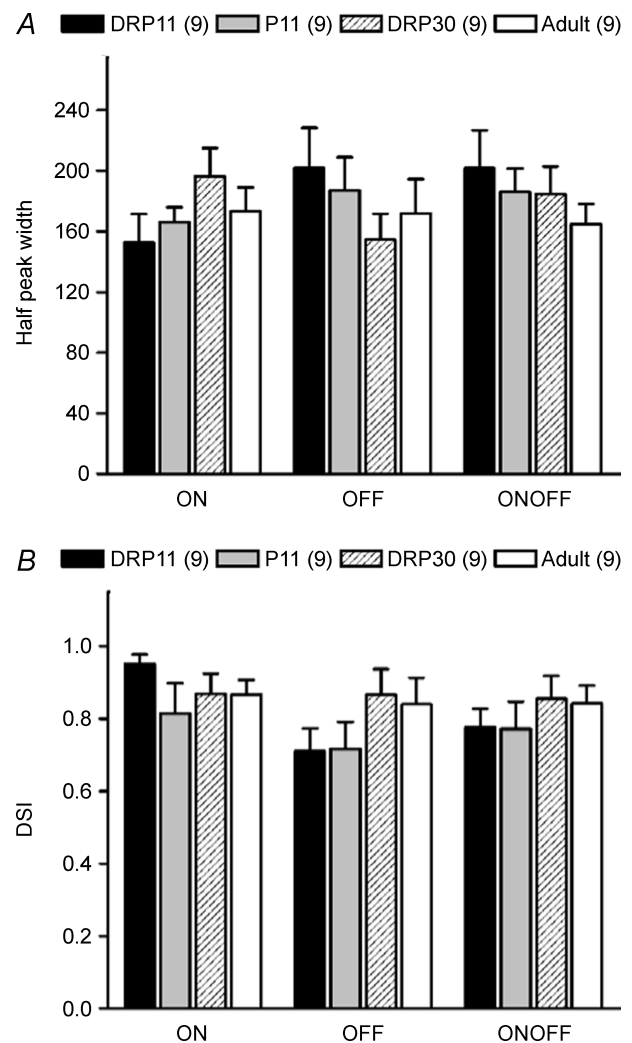 A DRP11 (9) P11 (9) DRP30 (9) Adult (9)
240
200
160
120
80
40
0
Half peak width
ON OFF ONOFF
B DRP11 (9) P11 (9) DRP30 (9) Adult (9)
1.0
0.8
0.6
0.4
0.2
0.0
DSI
ON OFF ONOFF